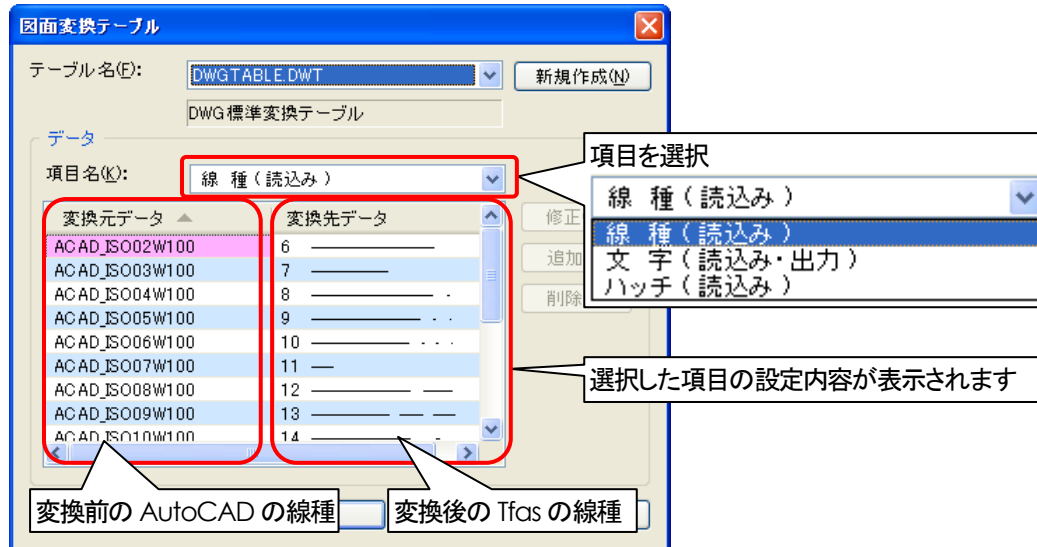 図面変換テーブル
テーブル名(F):
DWGTABLE.DWT
新規作成(N)
DWG標準変換テーブル
データ
項目名(K):
線 種(読込み)
項目を選択
線 種(読込み)
線 種(読込み)
文 字(読込み・出力)
ハッチ(読込み)
変換元データ 変換先データ
修正
追加
削除
ACAD_ISO02W100 6
ACAD_ISO03W100 7
ACAD_ISO04W100 8
ACAD_ISO05W100 9
ACAD_ISO06W100 10
ACAD_ISO07W100 11
ACAD_ISO08W100 12
ACAD_ISO09W100 13
ACAD_ISO10W100 14
選択した項目の設定内容が表示されます
変換前の AutoCAD の線種
変換後の Tfas の線種